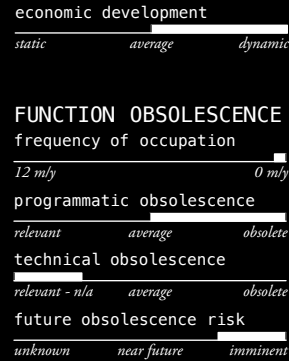 economic development
static average dynamic
FUNCTION OBSOLESCENCE
frequency of occupation
12 m/y 0 m/y
programmatic obsolescence
relevant average obsolete
technical obsolescence
relevant - n/a average obsolete
future obsolescence risk
unknown near future imminent